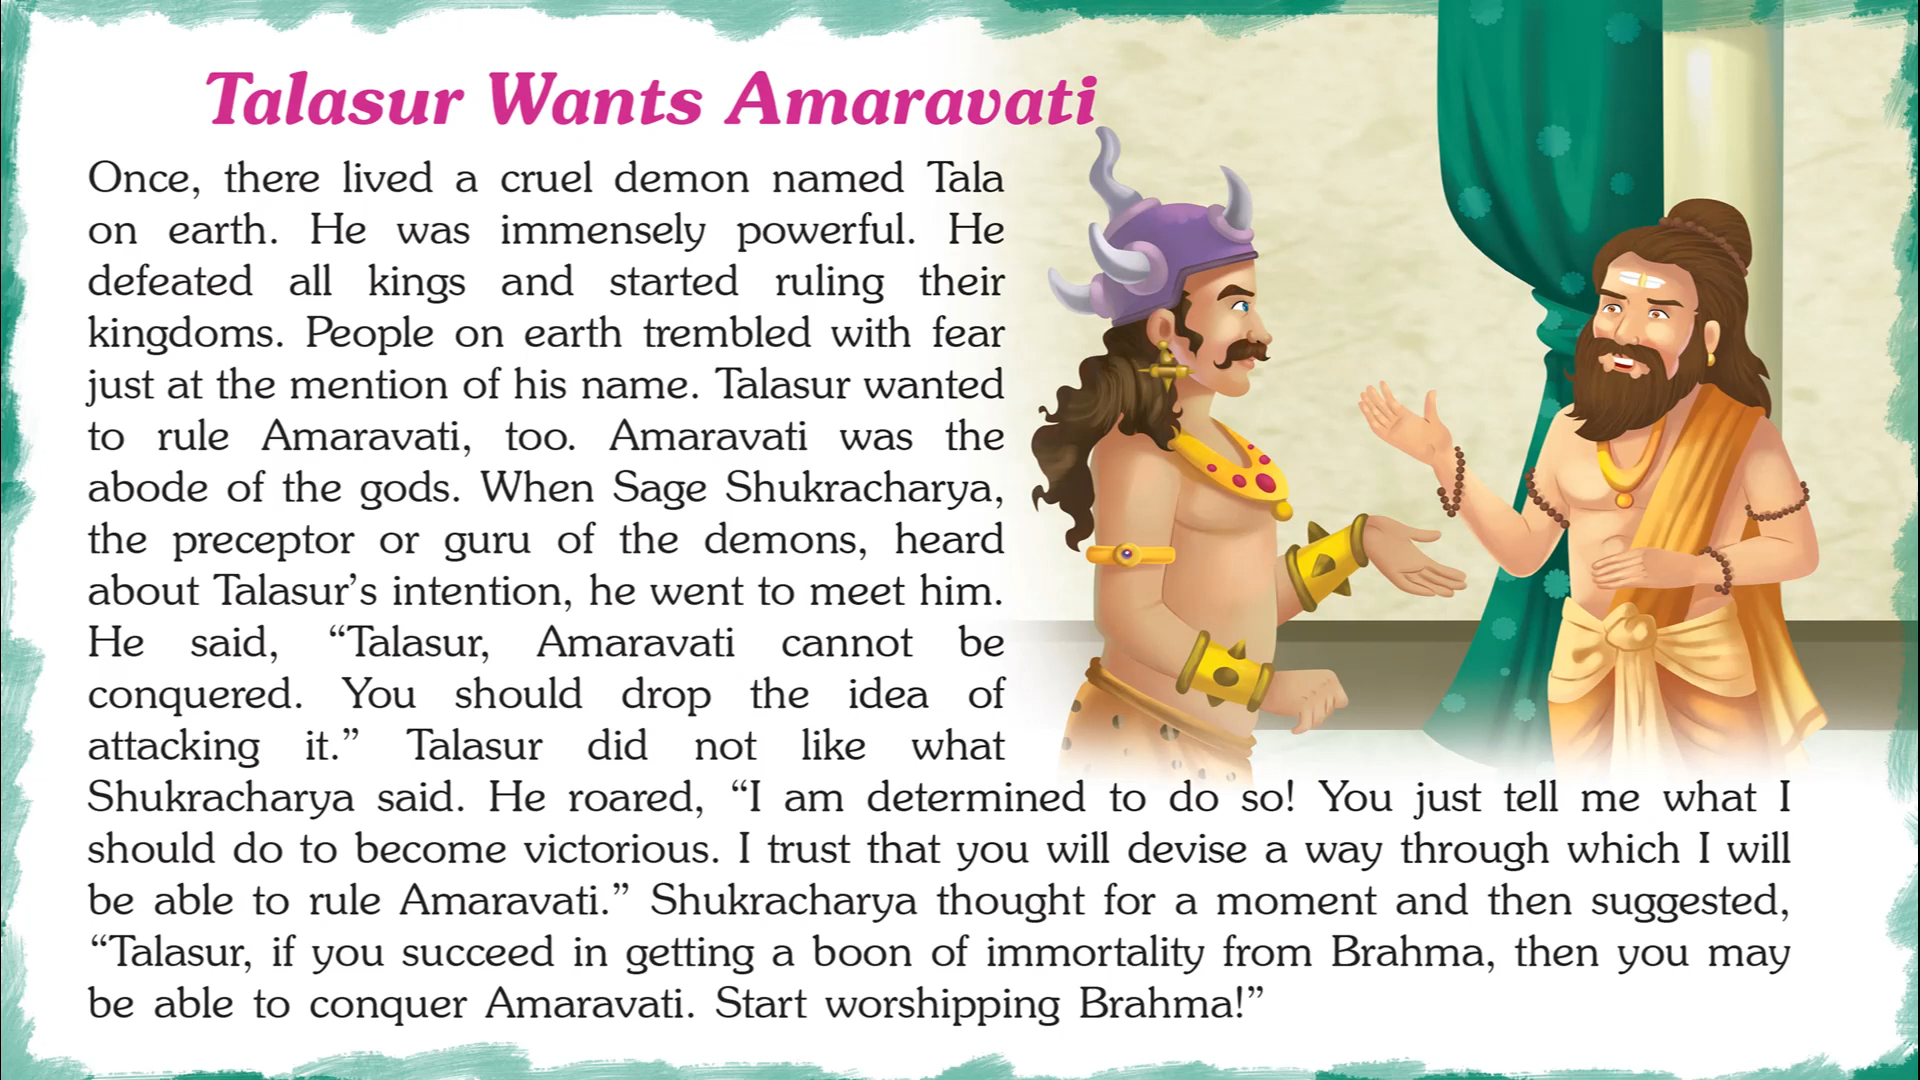 Talasur Wants Amaravati
Once, there lived a cruel demon named Tala
on earth. He was immensely powerful. He
defeated all kings and started ruling their
kingdoms. People on earth trembled with fear
just at the mention of his name. Talasur wanted
to rule Amaravati, too. Amaravati was the
abode of the gods. When Sage Shukracharya,
the preceptor or guru of the demons, heard
about Talasur’s intention, he went to meet him.
He said, “Talasur, Amaravati cannot be
conquered. You should drop the idea of
attacking it.” Talasur did not like what
Shukracharya said. He roared, “I am determined to do so! You just tell me what I
should do to become victorious. I trust that you will devise a way through which I will
be able to rule Amaravati.” Shukracharya thought for a moment and then suggested,
“Talasur, if you succeed in getting a boon of immortality from Brahma, then you may
be able to conquer Amaravati. Start worshipping Brahma!”